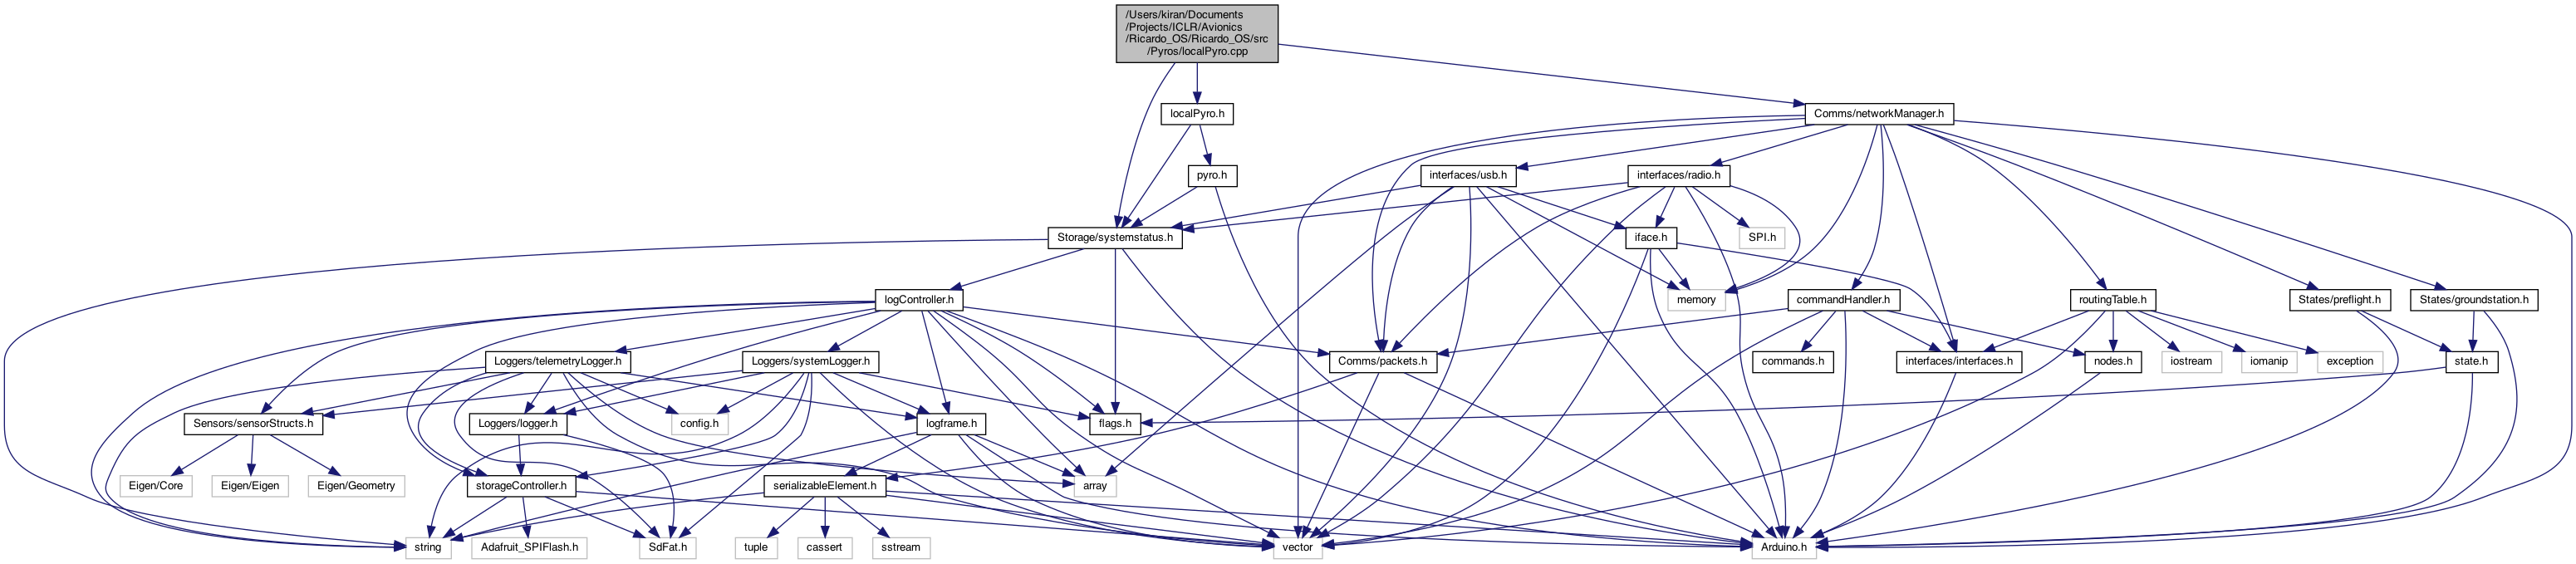 /Users/kiran/Documents
/Projects/ICLR/Avionics
/Ricardo_OS/Ricardo_OS/src
/Pyros/localPyro.cpp
localPyro.h
Comms/networkManager.h
pyro.h
interfaces/usb.h
interfaces/radio.h
Storage/systemstatus.h
iface.h
SPI.h
logController.h
memory
commandHandler.h
routingTable.h
States/preflight.h
States/groundstation.h
Loggers/telemetryLogger.h
Loggers/systemLogger.h
Comms/packets.h
commands.h
interfaces/interfaces.h
nodes.h
iostream
iomanip
exception
state.h
Sensors/sensorStructs.h
Loggers/logger.h
config.h
logframe.h
flags.h
Eigen/Core
Eigen/Eigen
Eigen/Geometry
storageController.h
serializableElement.h
array
string
Adafruit_SPIFlash.h
SdFat.h
tuple
cassert
sstream
vector
Arduino.h